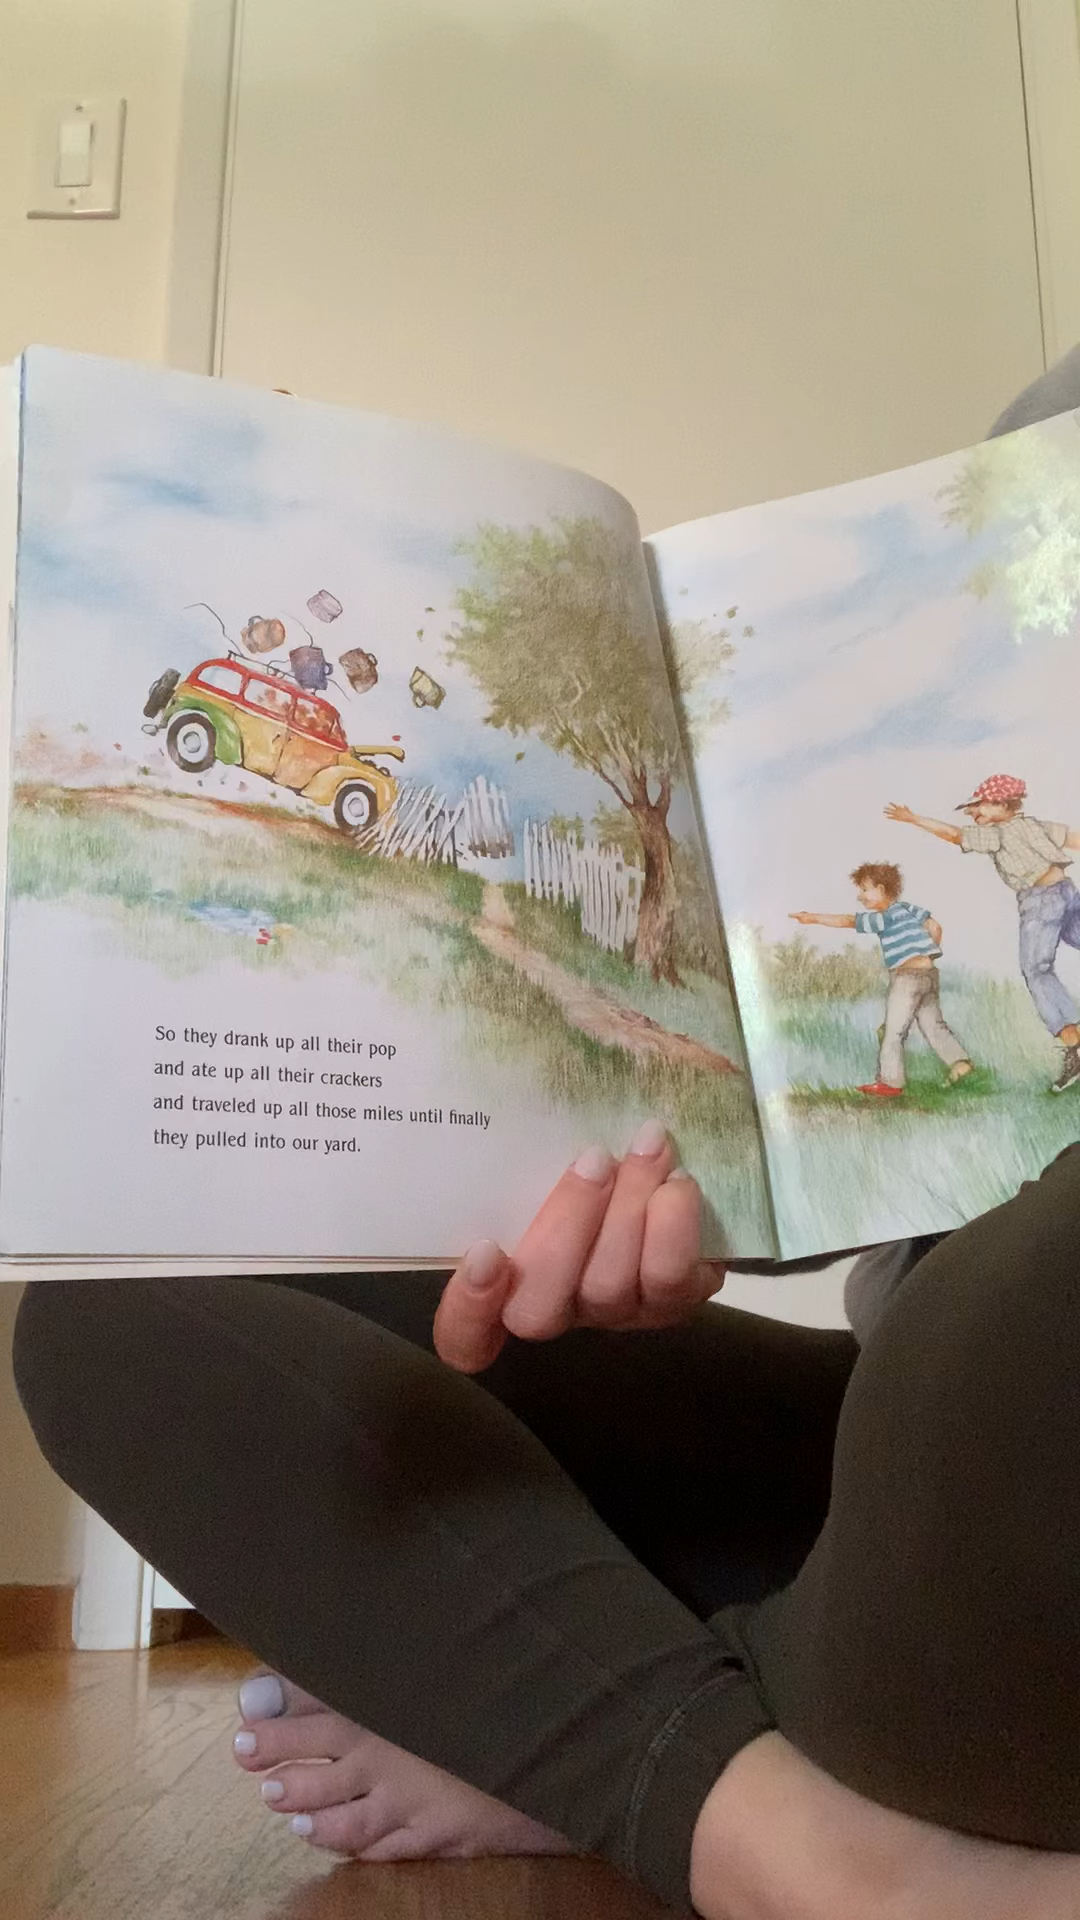 So they drank up all their pop
and ate up all their crackers
and traveled up all those miles until finally
they pulled into our yard.